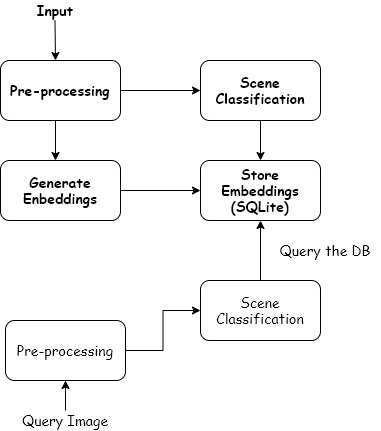 Input
Pre-processing
Scene
Classification
Generate
Enbeddings
Store
Embeddings
(SQLite)
Query the DB
Scene
Classification
Pre-processing
Query Image